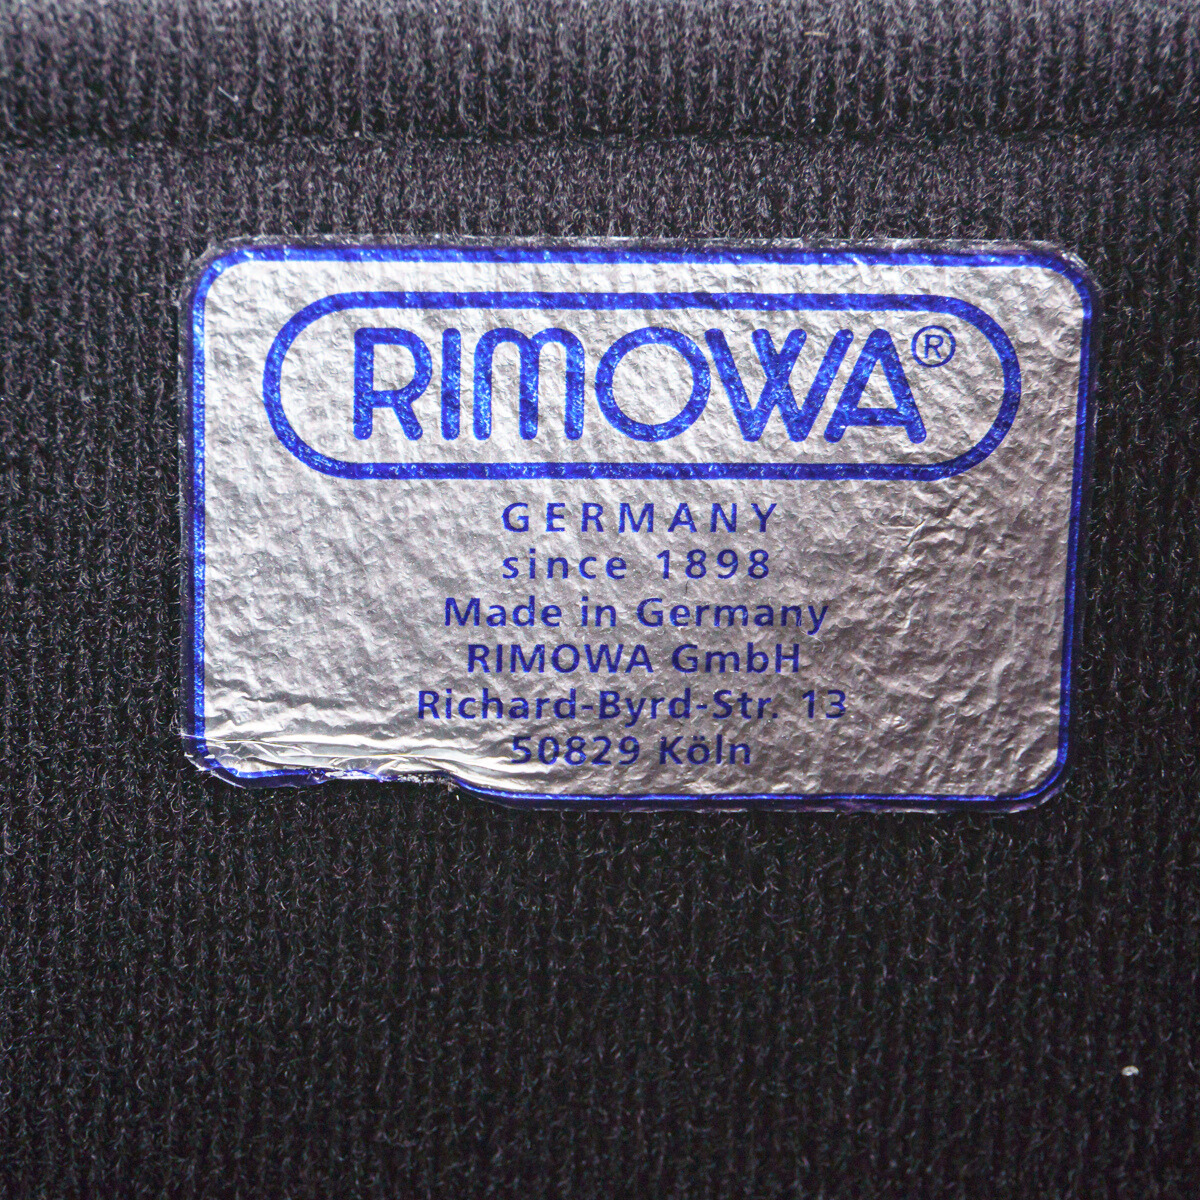 RIMOWA®
GERMANY
since 1898
Made in Germany
RIMOWA GmbH
Richard-Byrd-Str. 13
50829 Köln